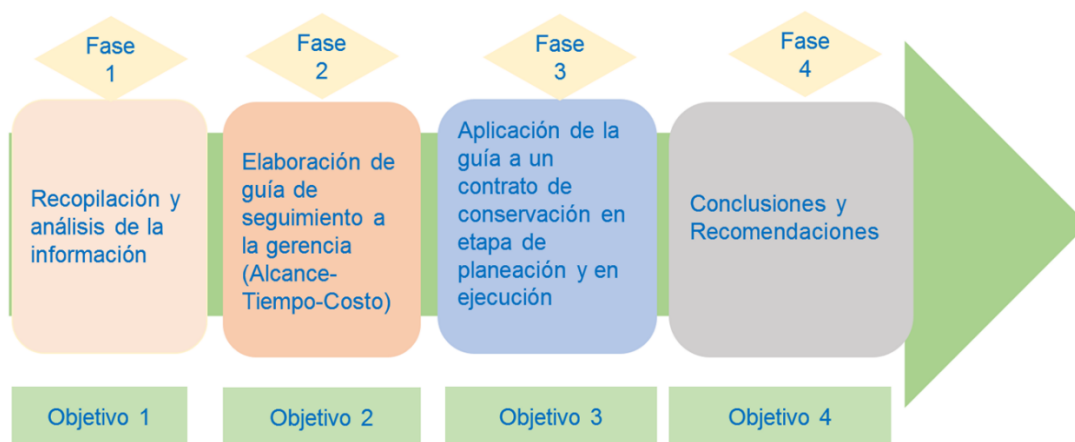 Fase
1
Fase
2
Fase
3
Fase
4
Recopilación y
análisis de la
información
Elaboración de
guía de
seguimiento a
la gerencia
(Alcance-
Tiempo-Costo)
Aplicación de la
guía a un
contrato de
conservación en
etapa de
planeación y en
ejecución
Conclusiones y
Recomendaciones
Objetivo 1
Objetivo 2
Objetivo 3
Objetivo 4